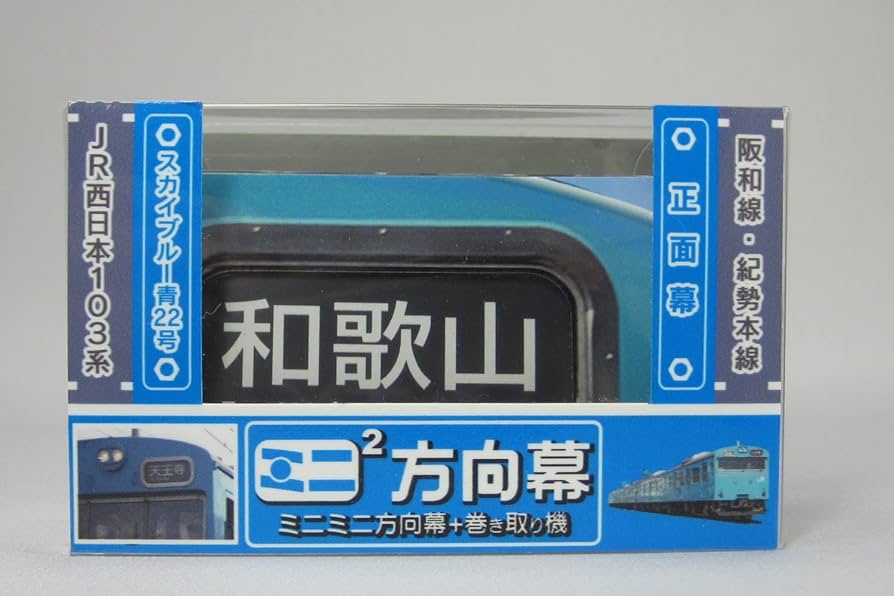 JR西日本103系
スカイブルー青22号
和歌山
正面幕
阪和線・紀勢本線
天王寺
ミニ²方向幕
ミニミニ方向幕+巻き取り機